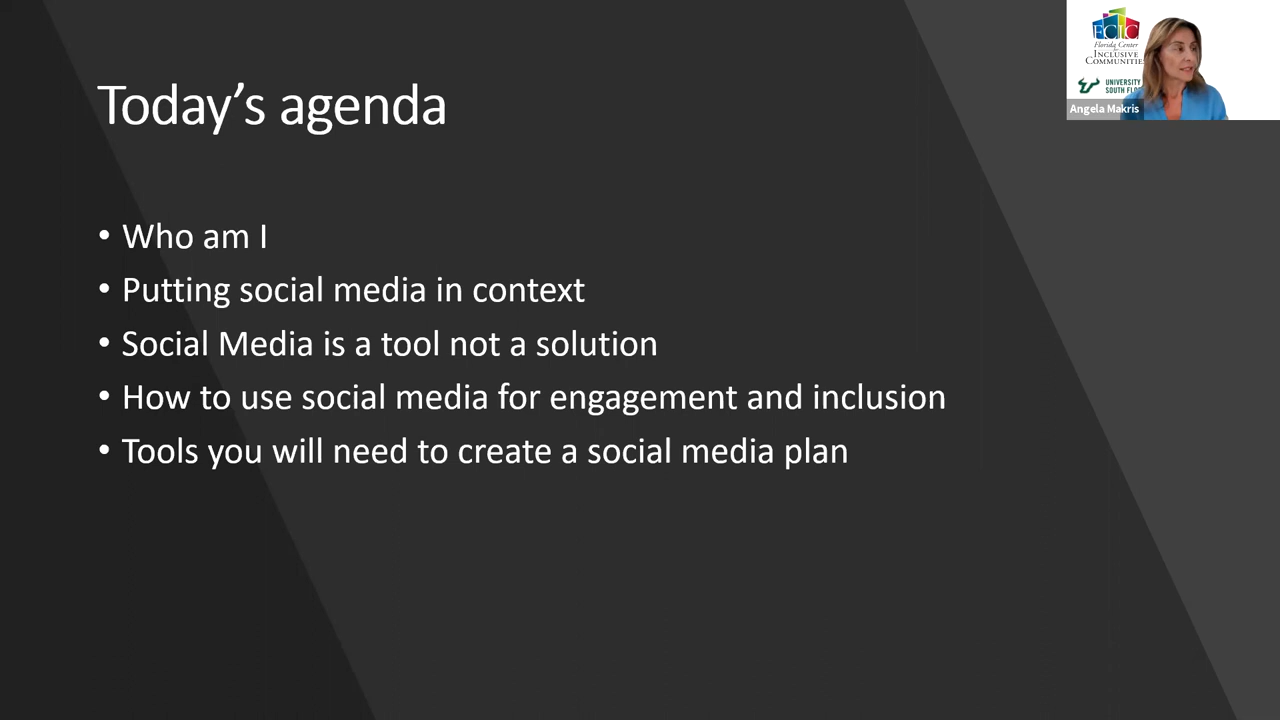 Today’s agenda
• Who am I
• Putting social media in context
• Social Media is a tool not a solution
• How to use social media for engagement and inclusion
• Tools you will need to create a social media plan
FCIC
Florida Center
for
INCLUSIVE
UNIVERSITY
SOUTH
Angela Makris